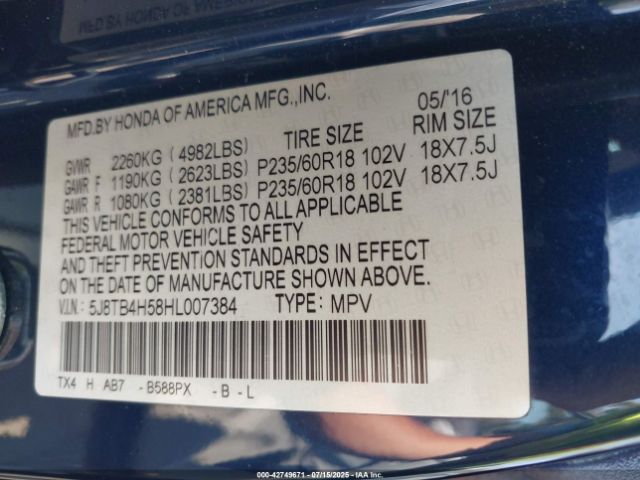 MFD.BY HONDA OF AMERICA MFG.,INC. 05/'16
GVWR 2260KG (4982LBS) TIRE SIZE RIM SIZE
GAWR F 1190KG (2623LBS) P235/60R18 102V 18X7.5J
GAWR R 1080KG (2381LBS) P235/60R18 102V 18X7.5J
THIS VEHICLE CONFORMS TO ALL APPLICABLE
FEDERAL MOTOR VEHICLE SAFETY
AND THEFT PREVENTION STANDARDS IN EFFECT
ON THE DATE OF MANUFACTURE SHOWN ABOVE.
V.I.N.: 5J8TB4H58HL007384 TYPE: MPV
TX4 H AB7 -B588PX -B-L
00-42749671 - 07/15/2025 - IAA Inc.